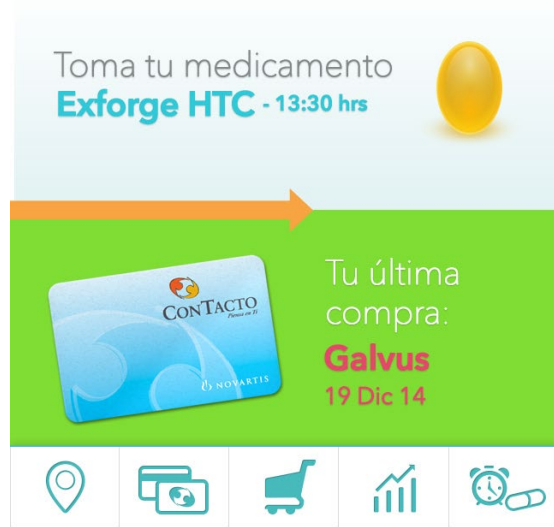 Toma tu medicamento
Exforge HTC - 13:30 hrs
CONTACTO
Piensa en Ti
NOVARTIS
Tu última
compra:
Galvus
19 Dic 14